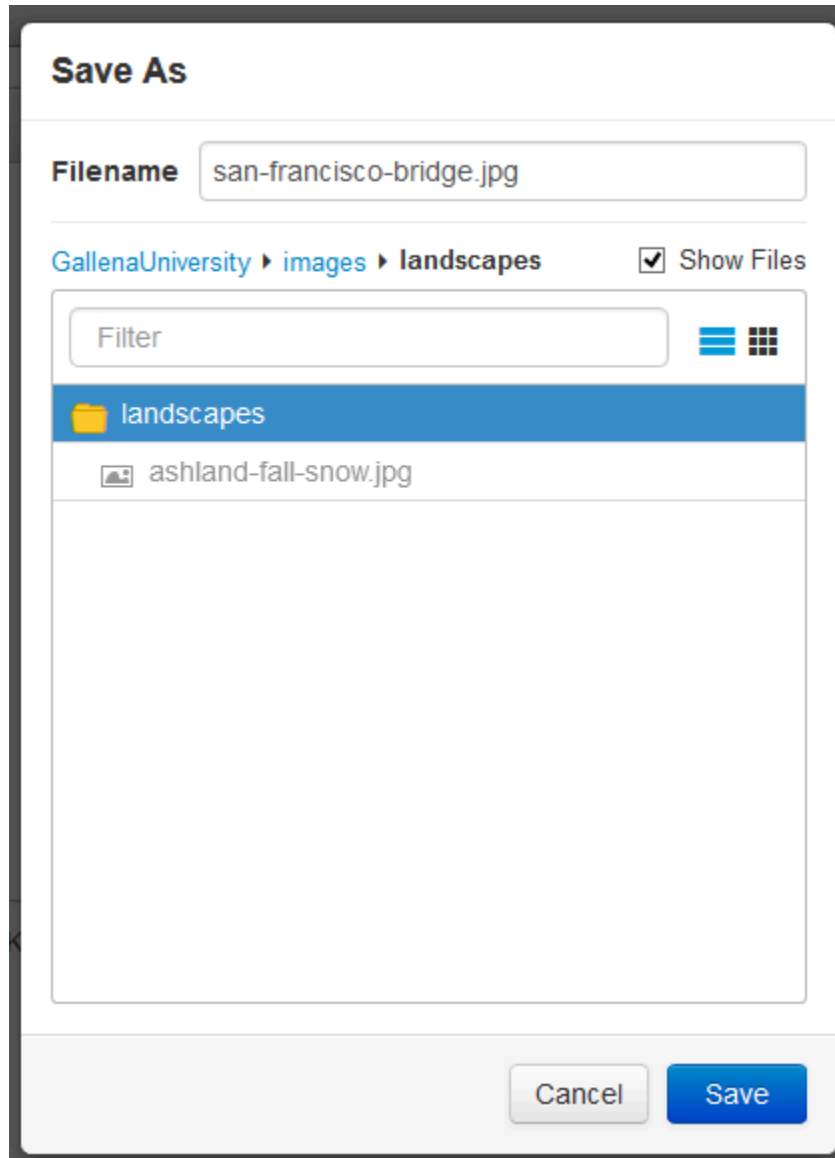 Save As
Filename san-francisco-bridge.jpg
GallenaUniversity images landscapes Show Files
Filter
landscapes
ashland-fall-snow.jpg
Cancel Save